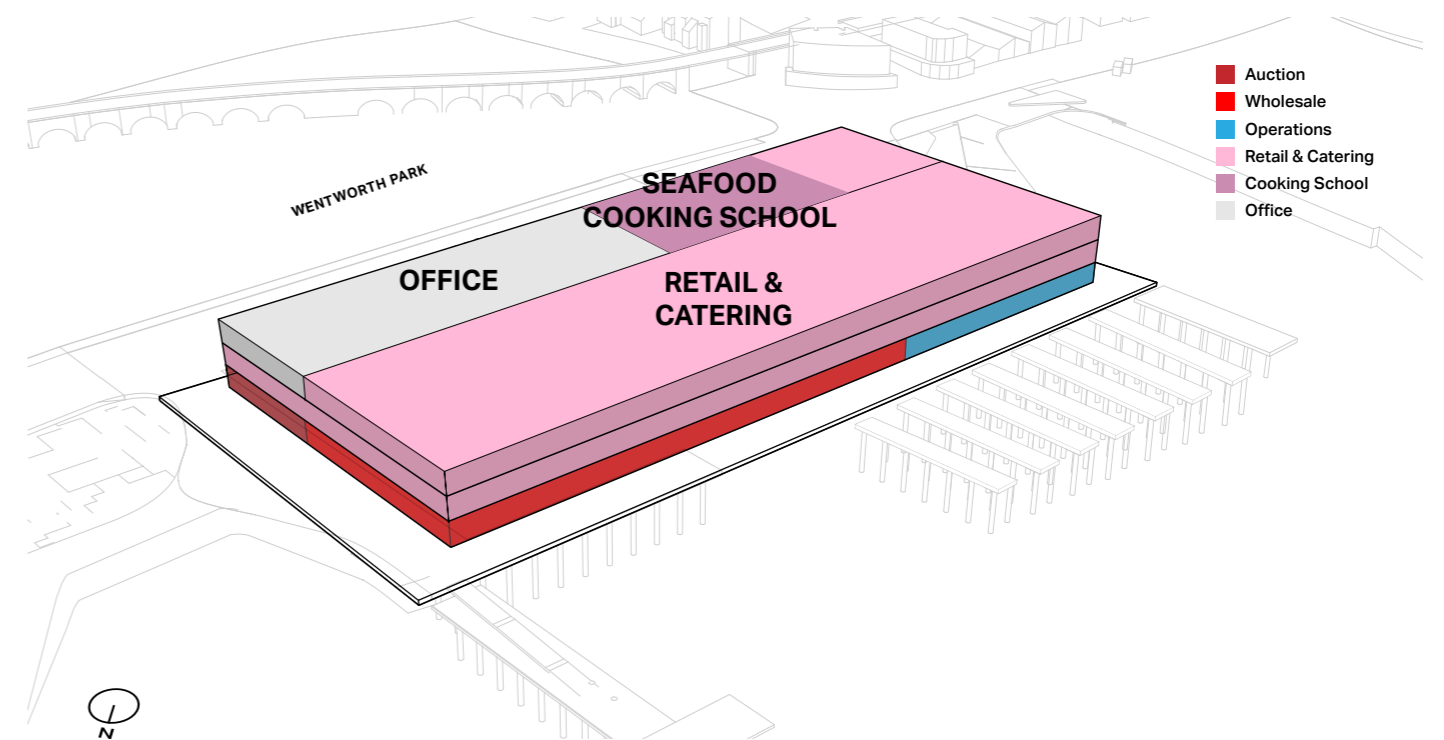 Auction
Wholesale
Operations
Retail & Catering
Cooking School
Office
WENTWORTH PARK
SEAFOOD
COOKING SCHOOL
OFFICE
RETAIL &
CATERING
N